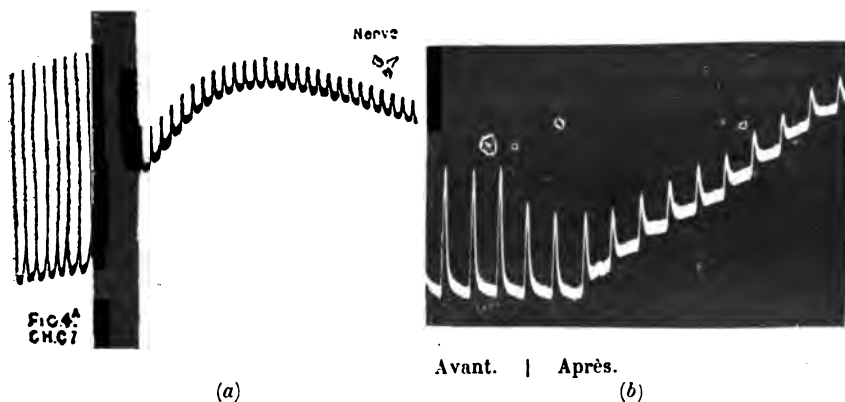 Nerve
FIG. 4.A
CH.C7
Avant. | Après.
(a) (b)